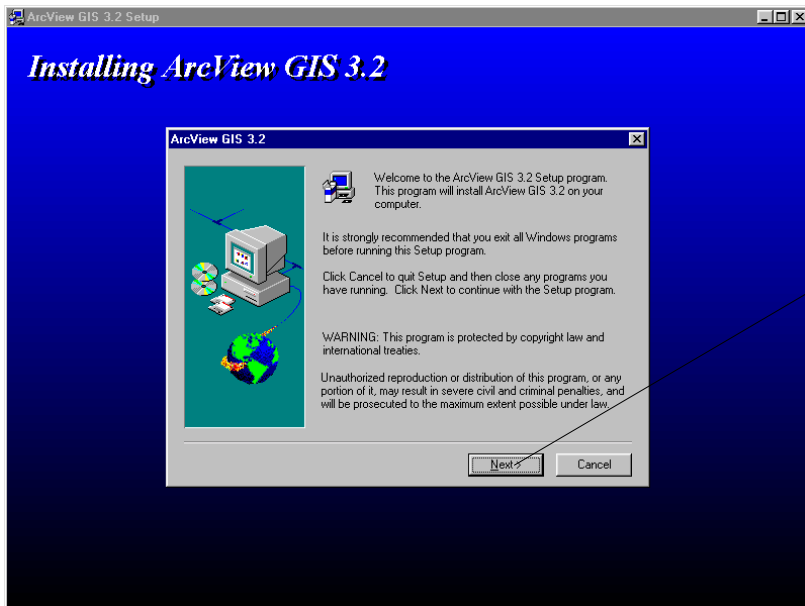 ArcView GIS 3.2 Setup
Installing ArcView GIS 3.2
ArcView GIS 3.2
Welcome to the ArcView GIS 3.2 Setup program.
This program will install ArcView GIS 3.2 on your
computer.
It is strongly recommended that you exit all Windows programs
before running this Setup program.
Click Cancel to quit Setup and then close any programs you
have running. Click Next to continue with the Setup program.
WARNING: This program is protected by copyright law and
international treaties.
Unauthorized reproduction or distribution of this program, or any
portion of it, may result in severe civil and criminal penalties, and
will be prosecuted to the maximum extent possible under law.
Next>
Cancel